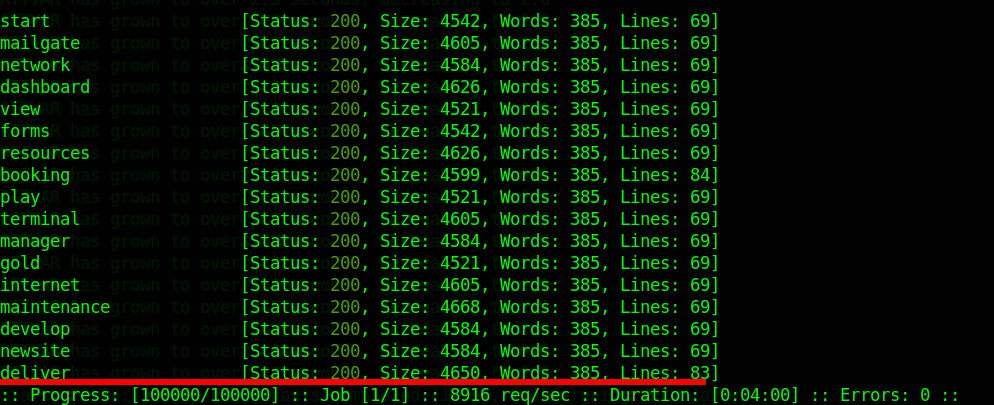 start [Status: 200, Size: 4542, Words: 385, Lines: 69]
mailgate [Status: 200, Size: 4605, Words: 385, Lines: 69]
network [Status: 200, Size: 4584, Words: 385, Lines: 69]
dashboard [Status: 200, Size: 4626, Words: 385, Lines: 69]
view [Status: 200, Size: 4521, Words: 385, Lines: 69]
forms [Status: 200, Size: 4542, Words: 385, Lines: 69]
resources [Status: 200, Size: 4626, Words: 385, Lines: 69]
booking [Status: 200, Size: 4599, Words: 385, Lines: 84]
play [Status: 200, Size: 4521, Words: 385, Lines: 69]
terminal [Status: 200, Size: 4605, Words: 385, Lines: 69]
manager [Status: 200, Size: 4584, Words: 385, Lines: 69]
gold [Status: 200, Size: 4521, Words: 385, Lines: 69]
internet [Status: 200, Size: 4605, Words: 385, Lines: 69]
maintenance [Status: 200, Size: 4668, Words: 385, Lines: 69]
develop [Status: 200, Size: 4584, Words: 385, Lines: 69]
newsite [Status: 200, Size: 4584, Words: 385, Lines: 69]
deliver [Status: 200, Size: 4650, Words: 385, Lines: 83]
:: Progress: [100000/100000] :: Job [1/1] :: 8916 req/sec :: Duration: [0:04:00] :: Errors: 0 ::